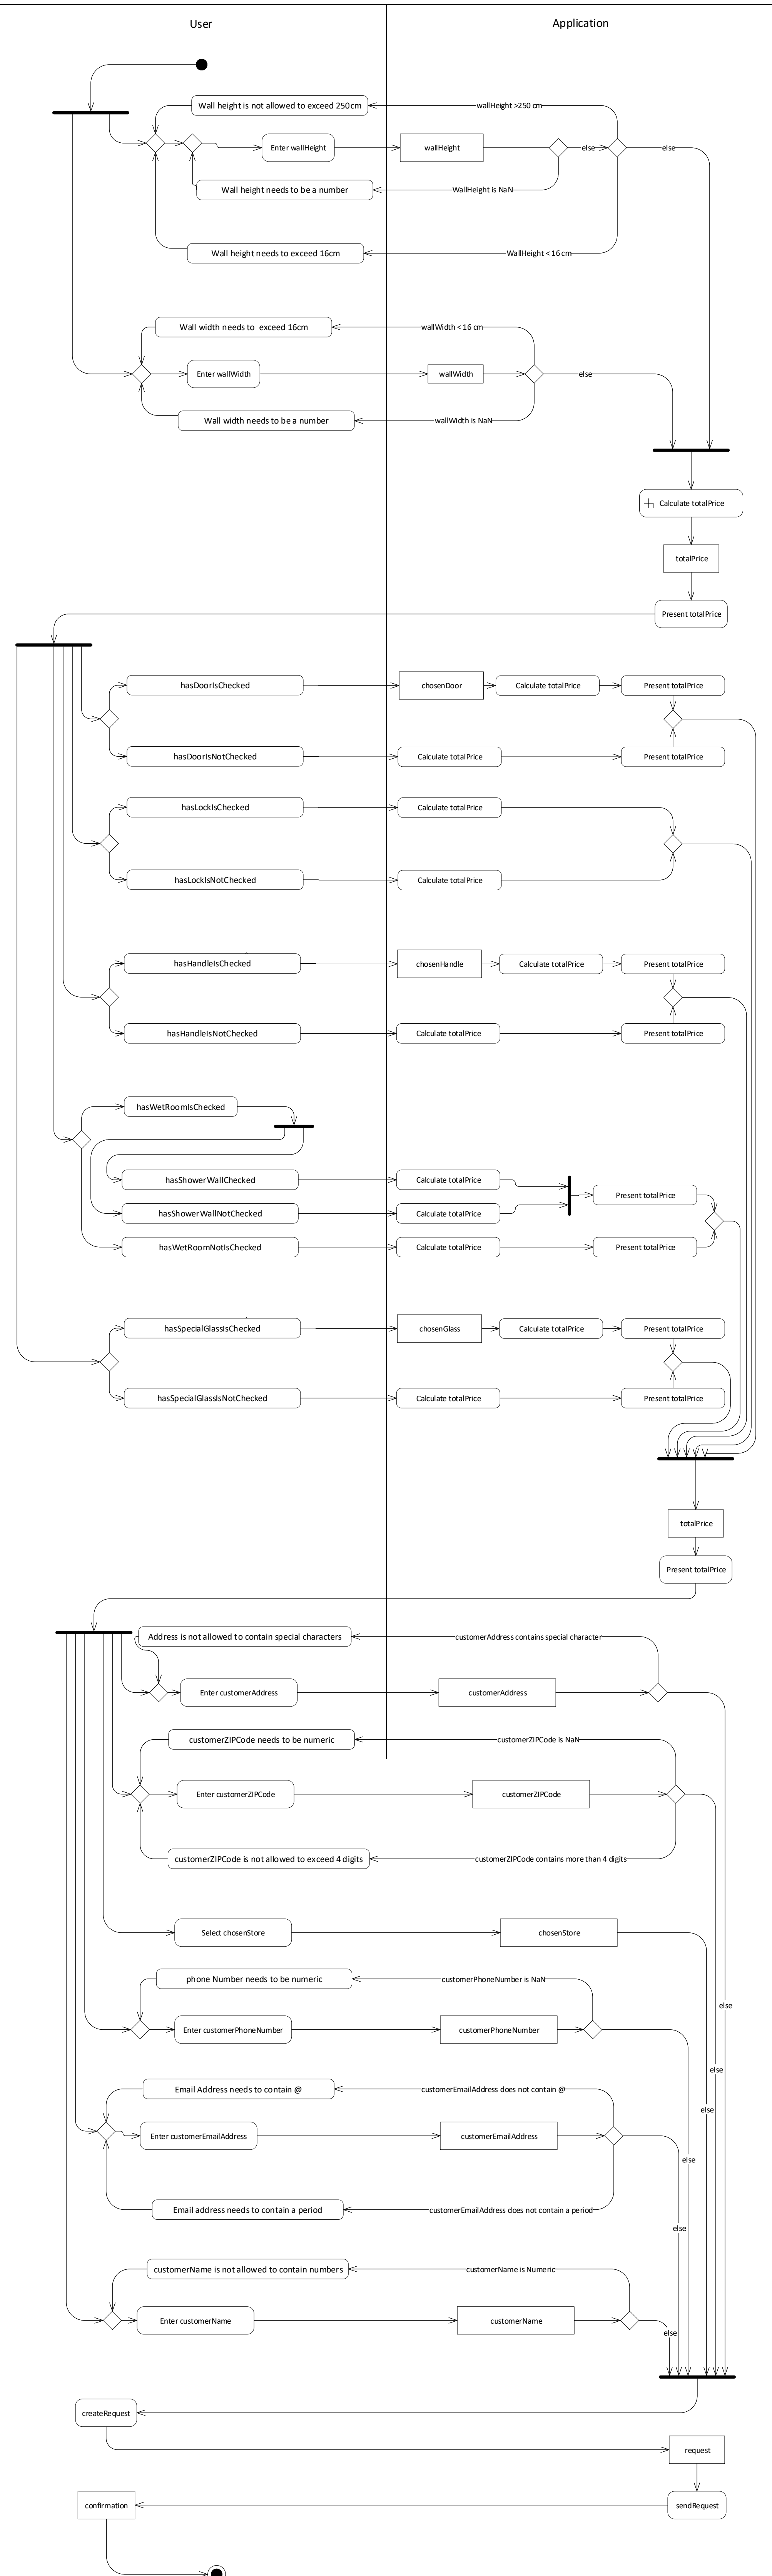 User
Application
Wall height is not allowed to exceed 250cm
wallHeight >250 cm
Enter wallHeight
wallHeight
else
else
Wall height needs to be a number
WallHeight is NaN
Wall height needs to exceed 16cm
WallHeight < 16 cm
Wall width needs to exceed 16cm
wallWidth < 16 cm
Enter wallWidth
wallWidth
else
Wall width needs to be a number
wallWidth is NaN
Calculate totalPrice
totalPrice
Present totalPrice
hasDoorIsChecked
chosenDoor
Calculate totalPrice
Present totalPrice
hasDoorIsNotChecked
Calculate totalPrice
Present totalPrice
hasLockIsChecked
Calculate totalPrice
hasLockIsNotChecked
Calculate totalPrice
hasHandleIsChecked
chosenHandle
Calculate totalPrice
Present totalPrice
hasHandleIsNotChecked
Calculate totalPrice
Present totalPrice
hasWetRoomIsChecked
hasShowerWallChecked
Calculate totalPrice
Present totalPrice
hasShowerWallNotChecked
Calculate totalPrice
hasWetRoomNotIsChecked
Calculate totalPrice
Present totalPrice
hasSpecialGlassIsChecked
chosenGlass
Calculate totalPrice
Present totalPrice
hasSpecialGlassIsNotChecked
Calculate totalPrice
Present totalPrice
totalPrice
Present totalPrice
Address is not allowed to contain special characters
customerAddress contains special character
Enter customerAddress
customerAddress
customerZIPCode needs to be numeric
customerZIPCode is NaN
Enter customerZIPCode
customerZIPCode
customerZIPCode is not allowed to exceed 4 digits
customerZIPCode contains more than 4 digits
Select chosenStore
chosenStore
phone Number needs to be numeric
customerPhoneNumber is NaN
else
Enter customerPhoneNumber
customerPhoneNumber
else
Email Address needs to contain @
customerEmailAddress does not contain @
else
Enter customerEmailAddress
customerEmailAddress
else
Email address needs to contain a period
customerEmailAddress does not contain a period
else
customerName is not allowed to contain numbers
customerName is Numeric
Enter customerName
customerName
else
createRequest
request
confirmation
sendRequest